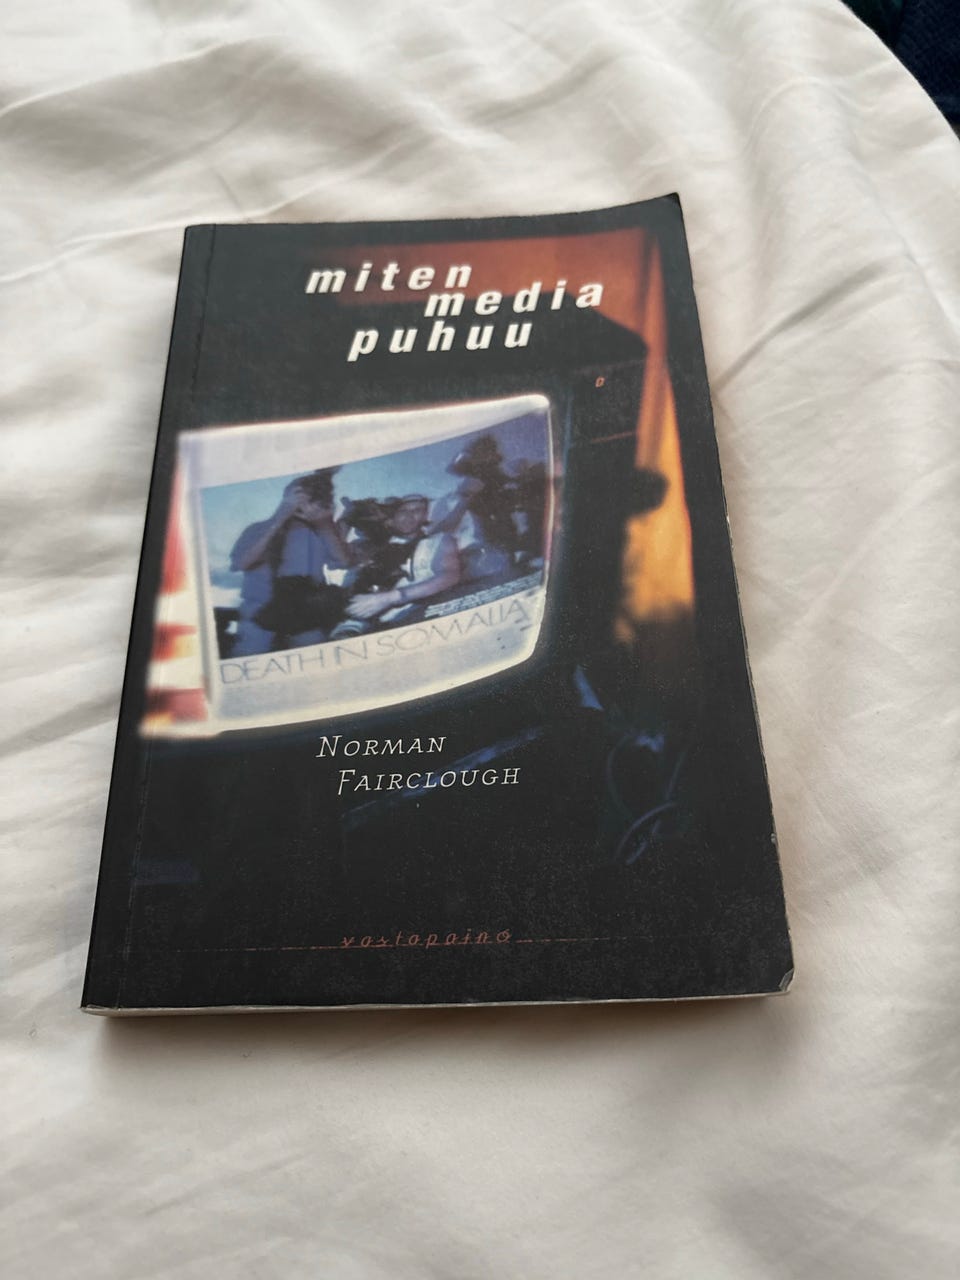 miten
media
puhuu
DEATH IN SOMALIA
NORMAN
FAIRCLOUGH
vastapaino